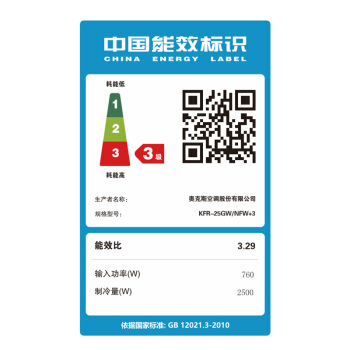 中国能效标识
CHINA ENERGY LABEL
耗能低
1
2
3
3级
耗能高
生产者名称： 奥克斯空调股份有限公司
规格型号： KFR-25GW/NFW+3
能效比 3.29
输入功率(W) 760
制冷量(W) 2500
依据国家标准: GB 12021.3-2010